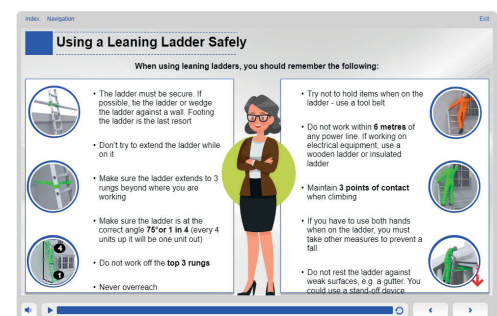 Index Navigation Exit
Using a Leaning Ladder Safely
When using leaning ladders, you should remember the following:
• The ladder must be secure. If
possible, tie the ladder or wedge
the ladder against a wall. Footing
the ladder is the last resort
• Don't try to extend the ladder while
on it
• Make sure the ladder extends to 3
rungs beyond where you are
working
• Make sure the ladder is at the
correct angle 75°or 1 in 4 (every 4
units up it will be one unit out)
• Do not work off the top 3 rungs
• Never overreach
4
1
• Try not to hold items when on the
ladder - use a tool belt
• Do not work within 6 metres of
any power line. If working on
electrical equipment, use a
wooden ladder or insulated
ladder
• Maintain 3 points of contact
when climbing
• If you have to use both hands
when on the ladder, you must
take other measures to prevent a
fall
• Do not rest the ladder against
weak surfaces, e.g. a gutter. You
could use a stand-off device